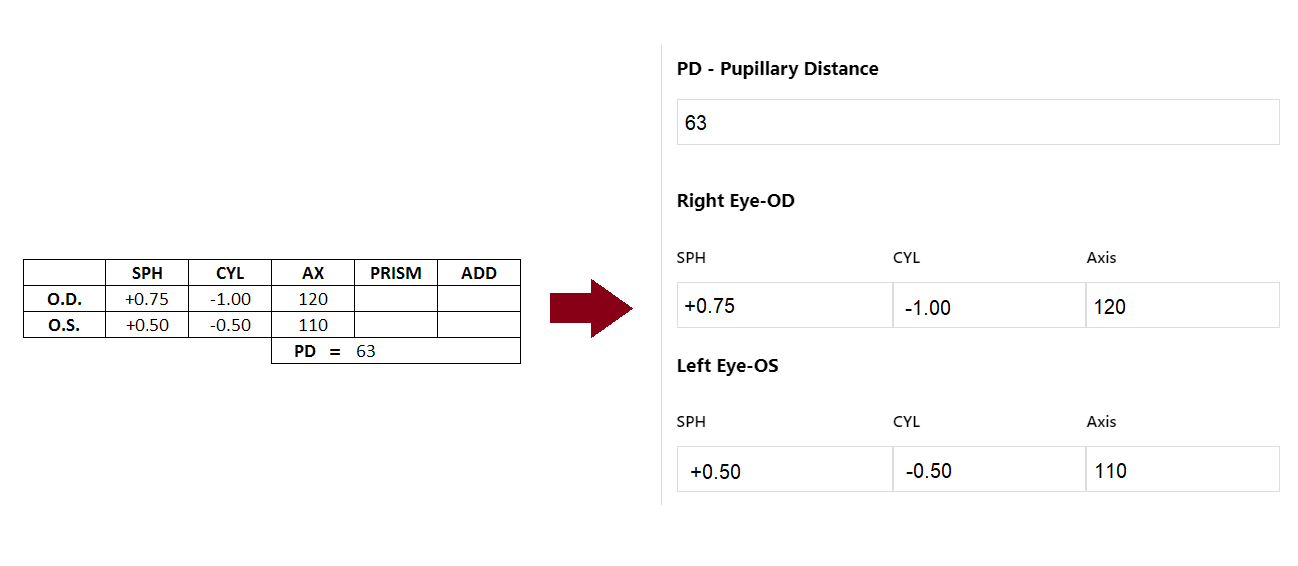 SPH CYL AX PRISM ADD
O.D. +0.75 -1.00 120
O.S. +0.50 -0.50 110
PD = 63
PD - Pupillary Distance
63
Right Eye-OD
SPH CYL Axis
+0.75 -1.00 120
Left Eye-OS
SPH CYL Axis
+0.50 -0.50 110